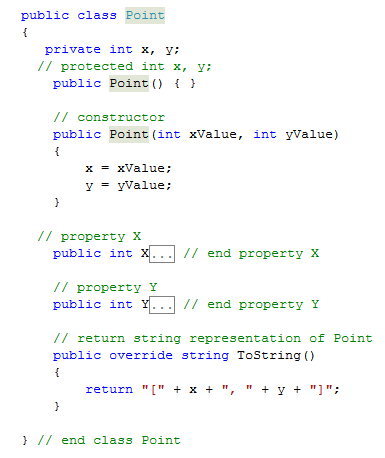 public class Point
{
private int x, y;
// protected int x, y;
public Point() { }
// constructor
public Point(int xValue, int yValue)
{
x = xValue;
y = yValue;
}
// property X
public int X... // end property X
// property Y
public int Y... // end property Y
// return string representation of Point
public override string ToString()
{
return "[" + x + ", " + y + "]";
}
} // end class Point